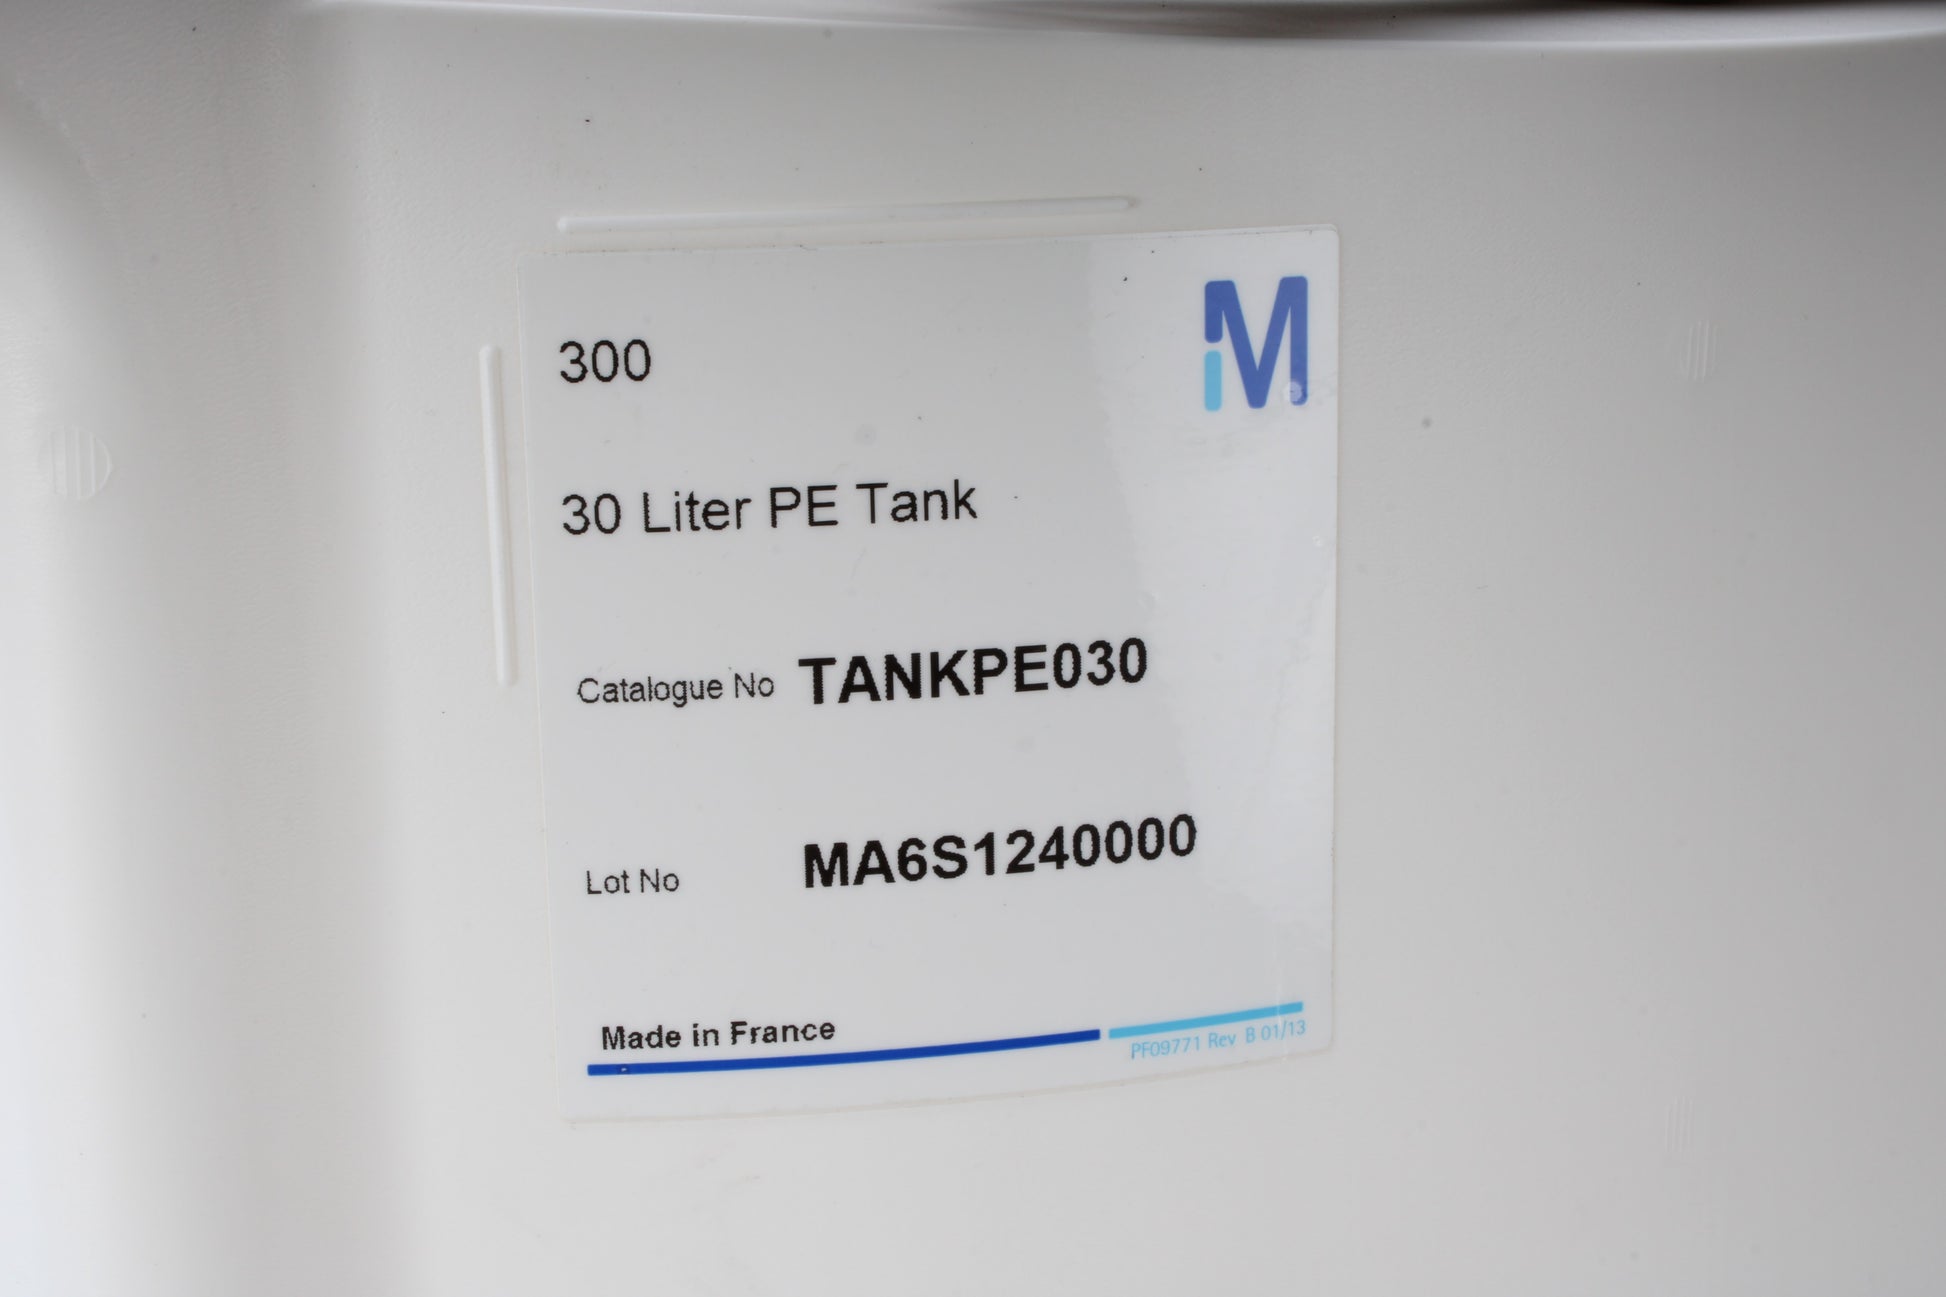 M
300
30 Liter PE Tank
Catalogue No TANKPE030
Lot No MA6S1240000
Made in France
PF09771 Rev B 01/13